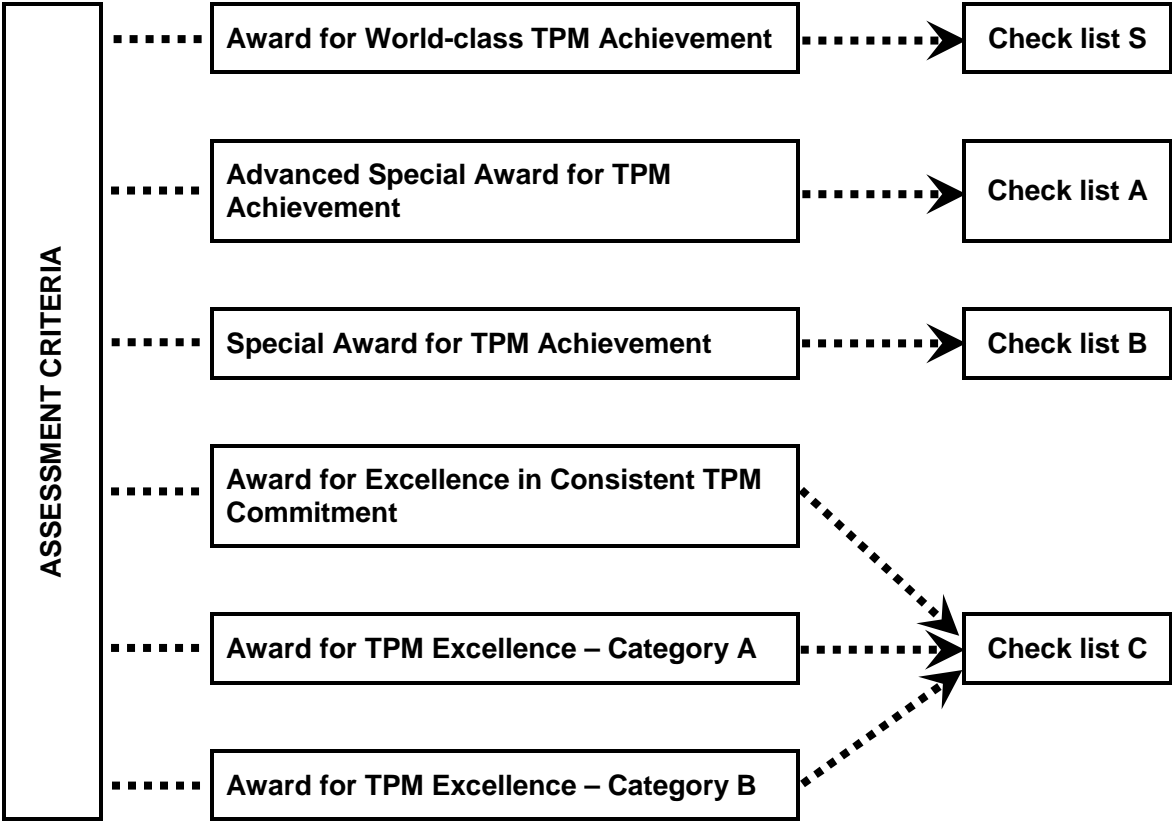 ASSESSMENT CRITERIA
Award for World-class TPM Achievement
Check list S
Advanced Special Award for TPM
Achievement
Check list A
Special Award for TPM Achievement
Check list B
Award for Excellence in Consistent TPM
Commitment
Award for TPM Excellence – Category A
Check list C
Award for TPM Excellence – Category B